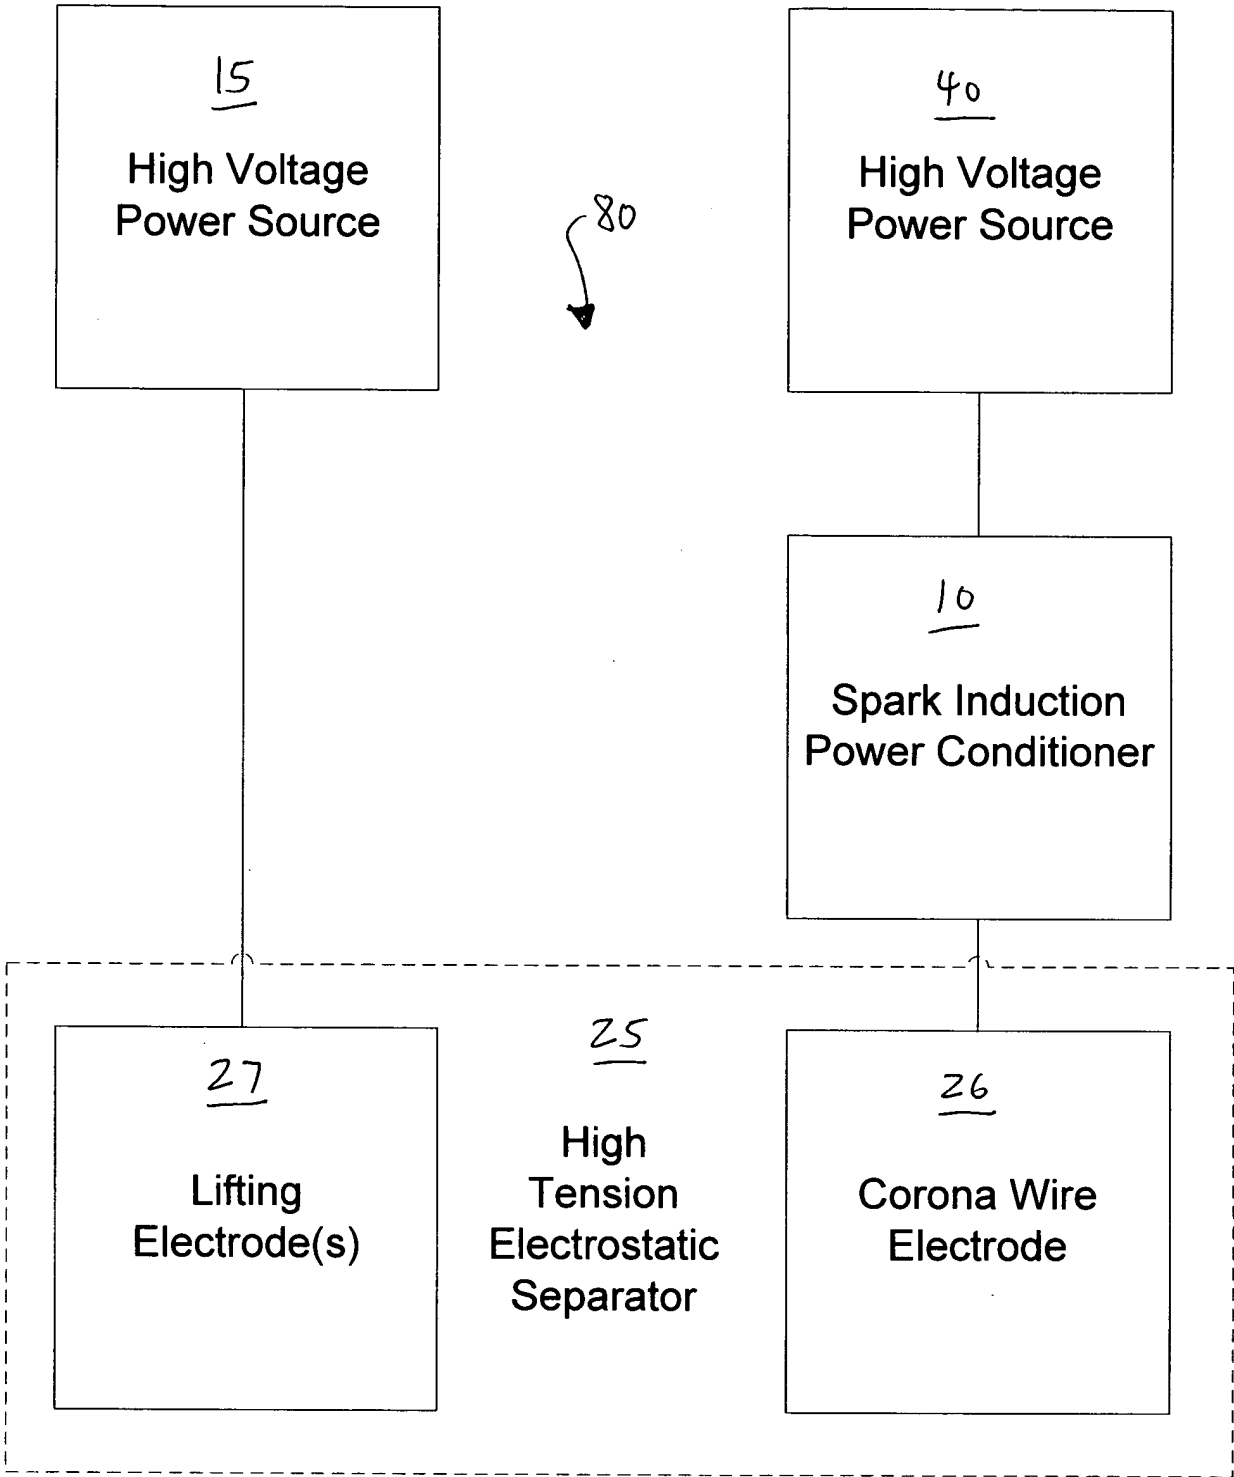 15
High Voltage
Power Source
80
40
High Voltage
Power Source
10
Spark Induction
Power Conditioner
27
Lifting
Electrode(s)
25
High
Tension
Electrostatic
Separator
26
Corona Wire
Electrode